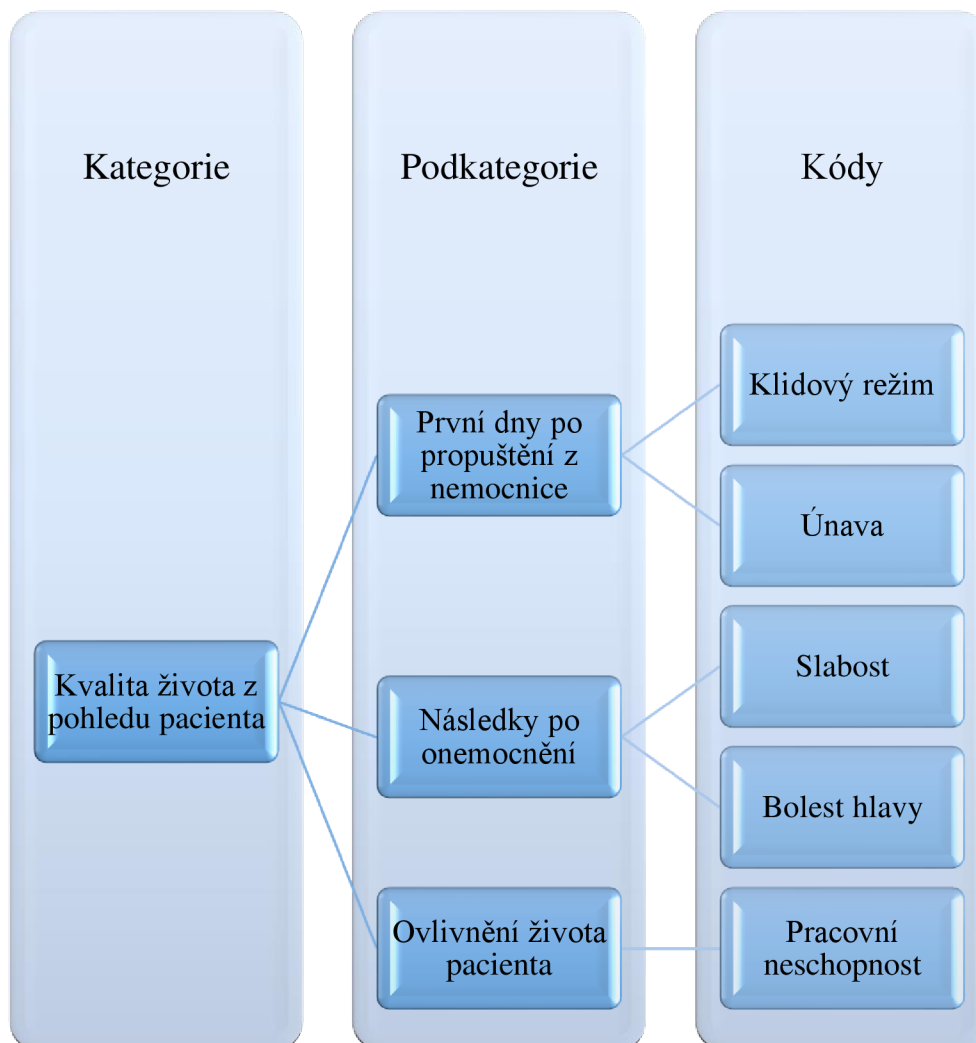 Kategorie
Podkategorie
Kódy
Kvalita života z
pohledu pacienta
První dny po
propuštění z
nemocnice
Následky po
onemocnění
Ovlivnění života
pacienta
Klidový režim
Únava
Slabost
Bolest hlavy
Pracovní
neschopnost